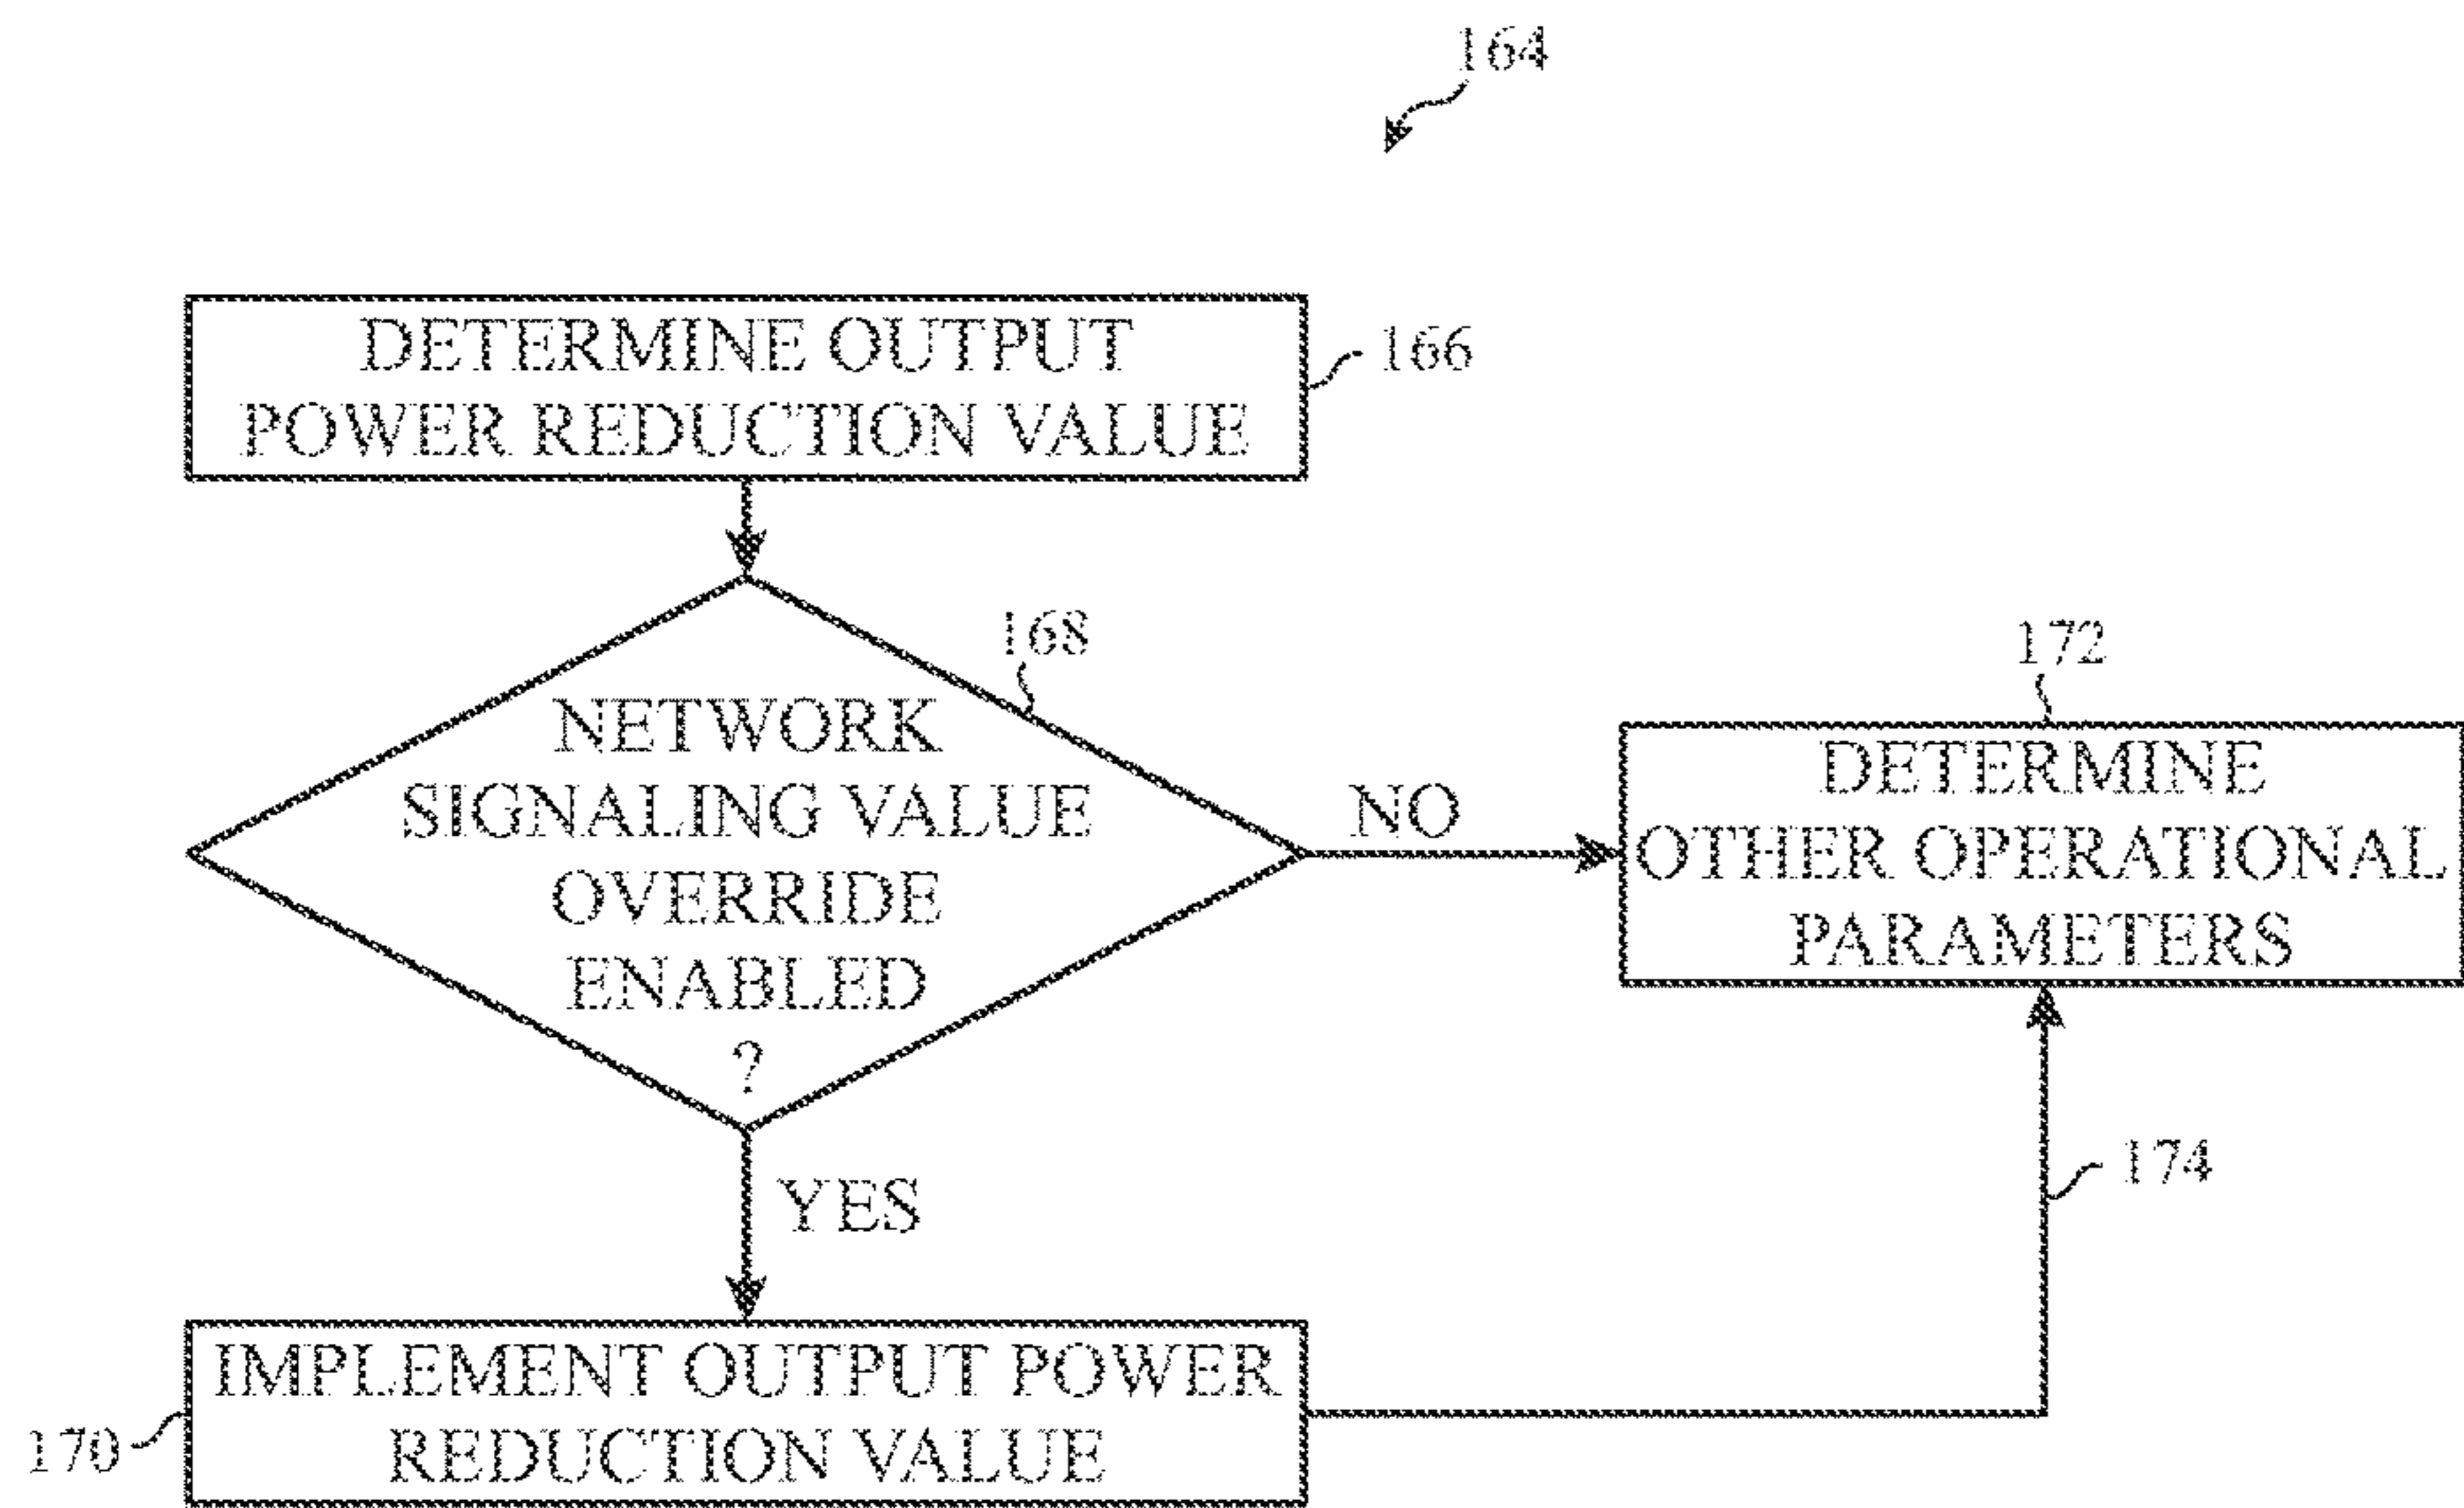 164
DETERMINE OUTPUT
POWER REDUCTION VALUE
166
168
NETWORK
SIGNALING VALUE
OVERRIDE
ENABLED
?
NO
172
DETERMINE
OTHER OPERATIONAL
PARAMETERS
174
YES
IMPLEMENT OUTPUT POWER
REDUCTION VALUE
170